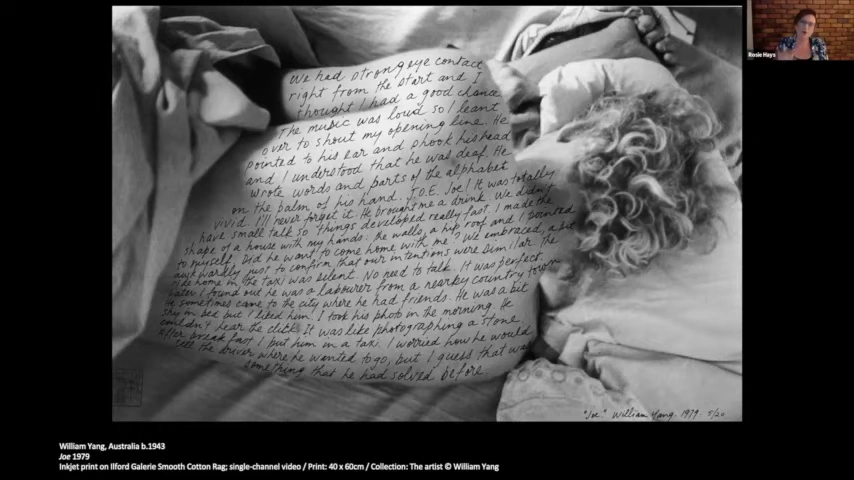 We had strong eye contact
right from the start and I
thought I had a good chance
The music was loud so I leant
over to shout my opening line. He
pointed to his ear and shook his head
and I understood that he was deaf. He
wrote words and parts of the alphabet
on the balm of his hand. J.O.E. Joe! It was totally
vivid. I'll never forget it. He brought me a drink. We didn't
have small talk so things developed really fast. I made the
shape of a house with my hands: the walls, a hip roof and I pointed
to myself. Did he want to come home with me? We embraced, a bit
awkwardly just to confirm that our intentions were similar. The
ride home in the taxi was silent. No need to talk. It was perfect.
Later I found out he was a labourer from a nearby country town
He sometimes came to the city where he had friends. He was a bit
shy in bed but I liked him. I took his photo in the morning. He
couldn't hear the click. It was like photographing a stone.
After breakfast I put him in a taxi. I worried how he would
tell the driver where he wanted to go, but I guess that was
something that he had solved before.
"Joe." William Yang. 1979. 5/20
Rosie Hays
William Yang, Australia b.1943
Joe 1979
Inkjet print on Ilford Galerie Smooth Cotton Rag; single-channel video / Print: 40 x 60cm / Collection: The artist © William Yang